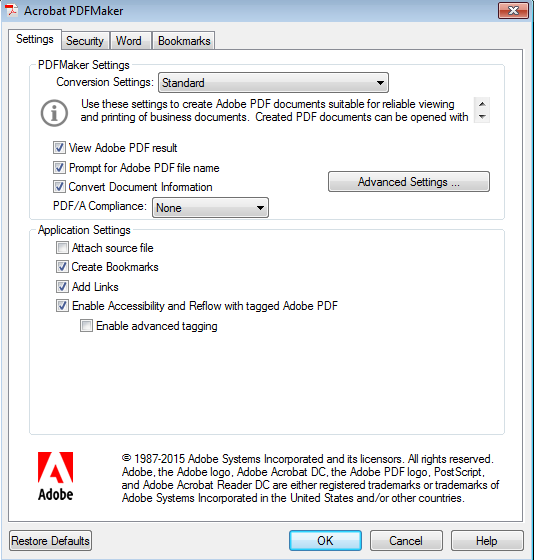 Acrobat PDFMaker
Settings Security Word Bookmarks
PDFMaker Settings
Conversion Settings: Standard
Use these settings to create Adobe PDF documents suitable for reliable viewing
and printing of business documents. Created PDF documents can be opened with
View Adobe PDF result
Prompt for Adobe PDF file name
Convert Document Information
Advanced Settings ...
PDF/A Compliance: None
Application Settings
Attach source file
Create Bookmarks
Add Links
Enable Accessibility and Reflow with tagged Adobe PDF
Enable advanced tagging
Adobe
© 1987-2015 Adobe Systems Incorporated and its licensors. All rights reserved.
Adobe, the Adobe logo, Adobe Acrobat DC, the Adobe PDF logo, PostScript,
and Adobe Acrobat Reader DC are either registered trademarks or trademarks of
Adobe Systems Incorporated in the United States and/or other countries.
Restore Defaults OK Cancel Help